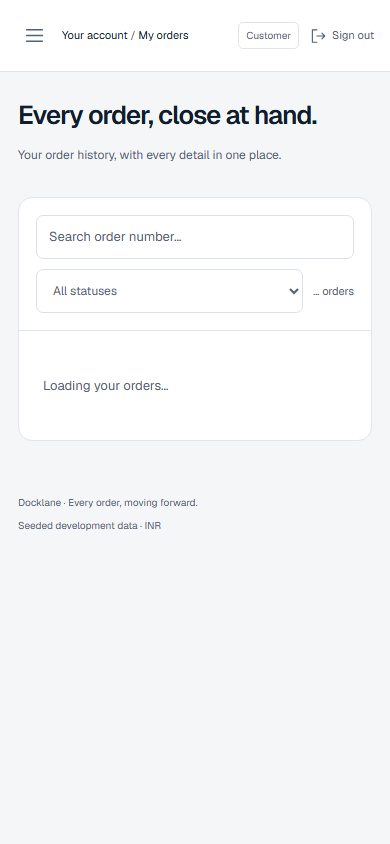 Your account / My orders
Customer
Sign out
Every order, close at hand.
Your order history, with every detail in one place.
Search order number...
All statuses
... orders
Loading your orders...
Docklane · Every order, moving forward.
Seeded development data · INR